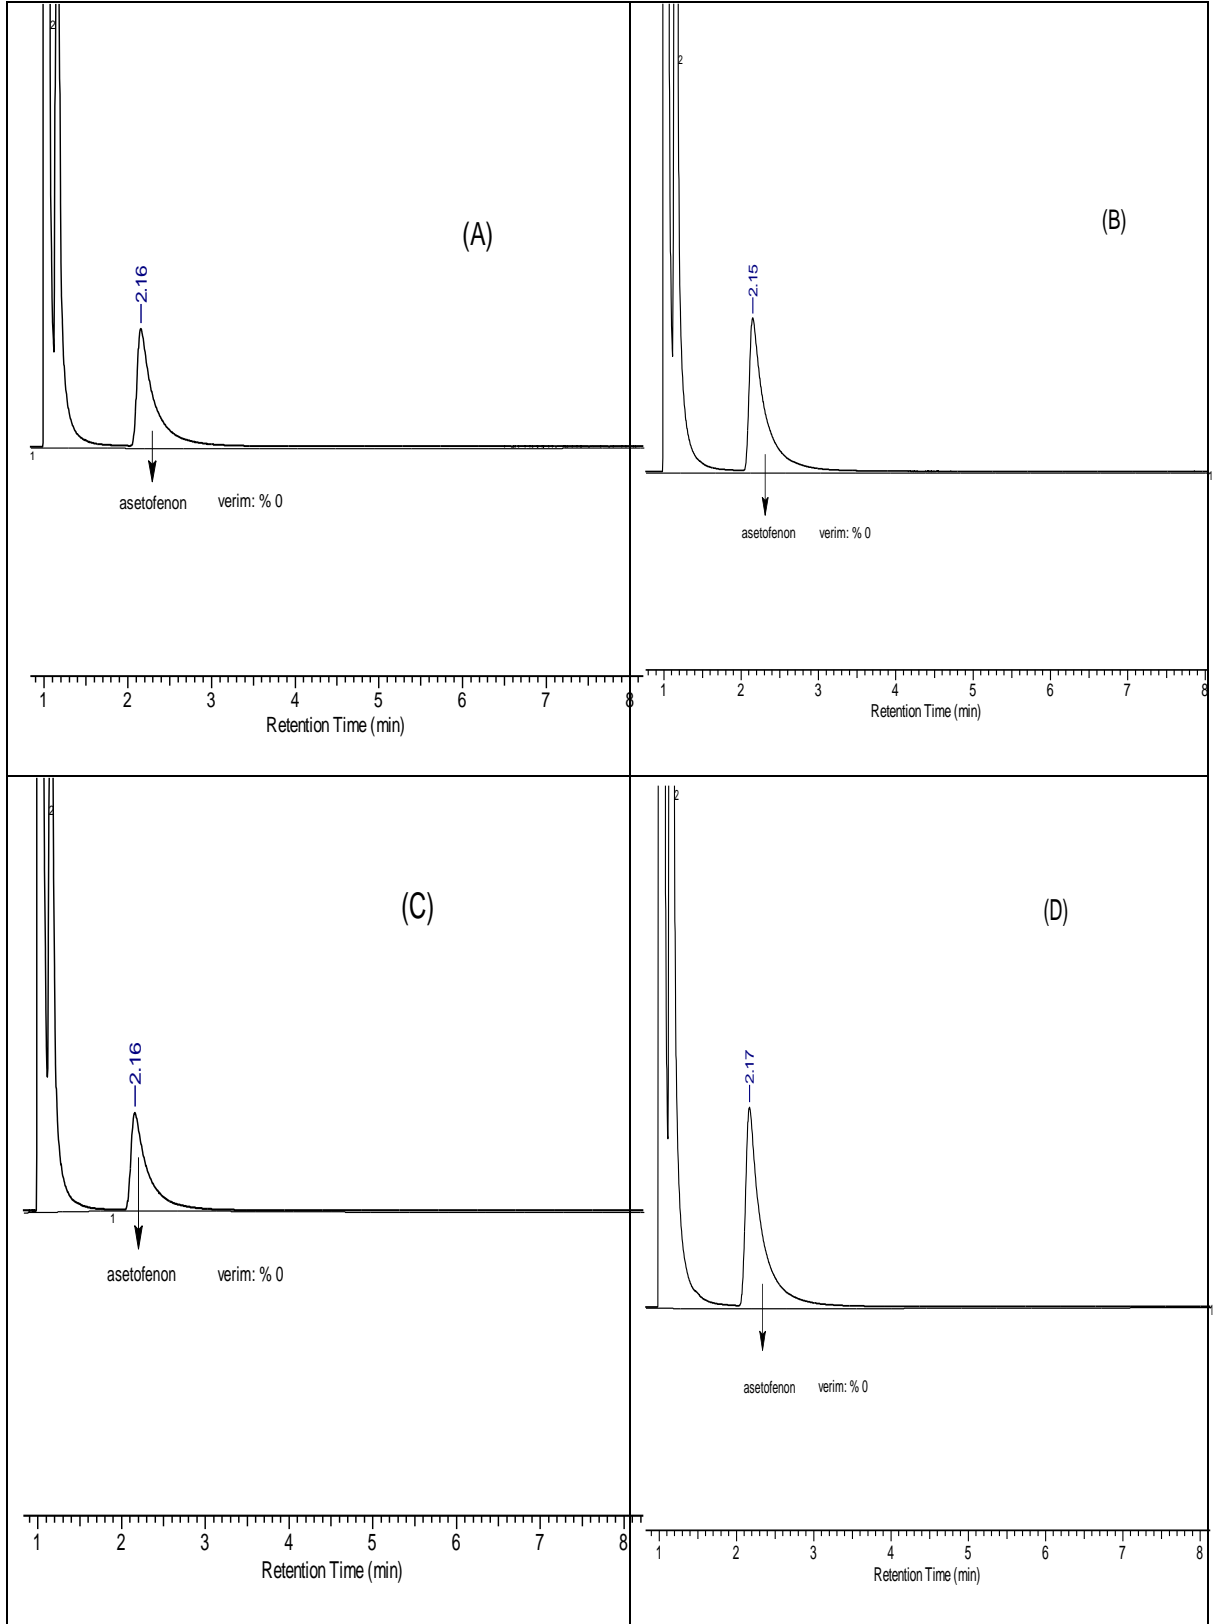 2
(A)
—2.16
1
asetofenon verim: % 0
1 2 3 4 5 6 7 8
Retention Time (min)
2
(B)
—2.15
1
asetofenon verim: % 0
1 2 3 4 5 6 7 8
Retention Time (min)
2
(C)
—2.16
1
asetofenon verim: % 0
1 2 3 4 5 6 7 8
Retention Time (min)
2
(D)
—2.17
1
asetofenon verim: % 0
1 2 3 4 5 6 7 8
Retention Time (min)